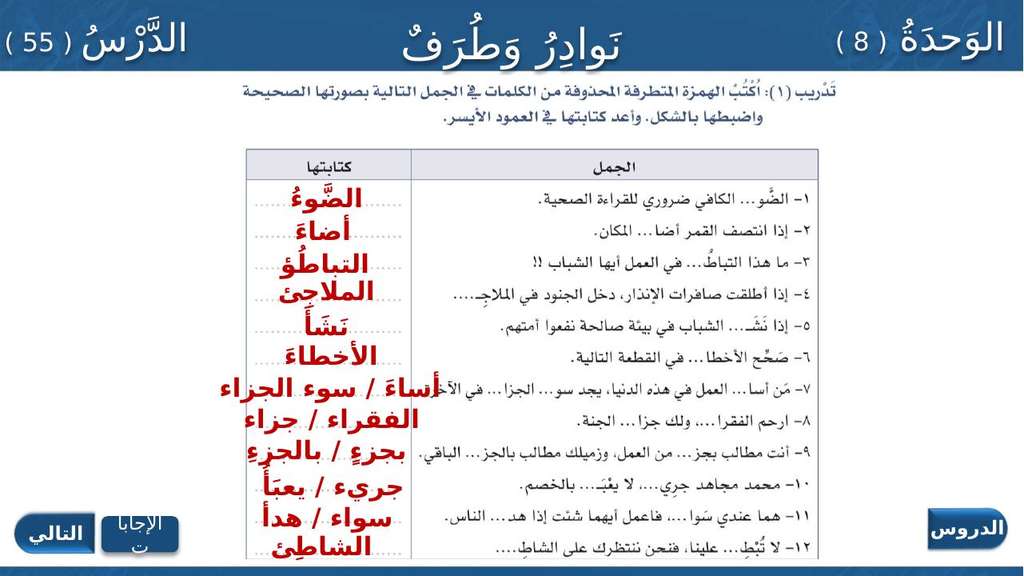 الوَحدَةُ ( 8 )
نَوادِرُ وَطُرَفٌ
الدَّرْسُ ( 55 )
تَدْريب (١): اُكْتُبْ الهمزة المتطرفة المحذوفة من الكلمات في الجمل التالية بصورتها الصحيحة
واضبطها بالشكل. وأعد كتابتها في العمود الأيسر.
الجمل كتابتها
١- الضَّو... الكافي ضروري للقراءة الصحية. الضَّوءُ
٢- إذا انتصف القمر أضا... المكان. أضاءَ
٣- ما هذا التباطُ... في العمل أيها الشباب !! التباطُؤ
٤- إذا أطلقت صافرات الإنذار، دخل الجنود في الملاجِـ.... الملاجِئ
٥- إذا نَشَـ... الشباب في بيئة صالحة نفعوا أمتهم. نَشَأَ
٦- صَحِّح الأخطا... في القطعة التالية. الأخطاءَ
٧- مَن أسا... العمل في هذه الدنيا، يجد سو... الجزا... في الآخرة أساءَ / سوء الجزاء
٨- ارحم الفقرا...، ولك جزا... الجنة. الفقراء / جزاء
٩- أنت مطالب بجز... من العمل، وزميلك مطالب بالجز... الباقي. بجزءٍ / بالجزءِ
١٠- محمد مجاهد جرِي...، لا يعْبَـ... بالخصم. جريء / يعبَأُ
١١- هما عندي سَوا...، فاعمل أيهما شئت إذا هد... الناس. سواء / هدأ
١٢- لا تُبْطِ... علينا، فنحن ننتظرك على الشاطِ.... الشاطِئ
الدروس
الإجابات
التالي